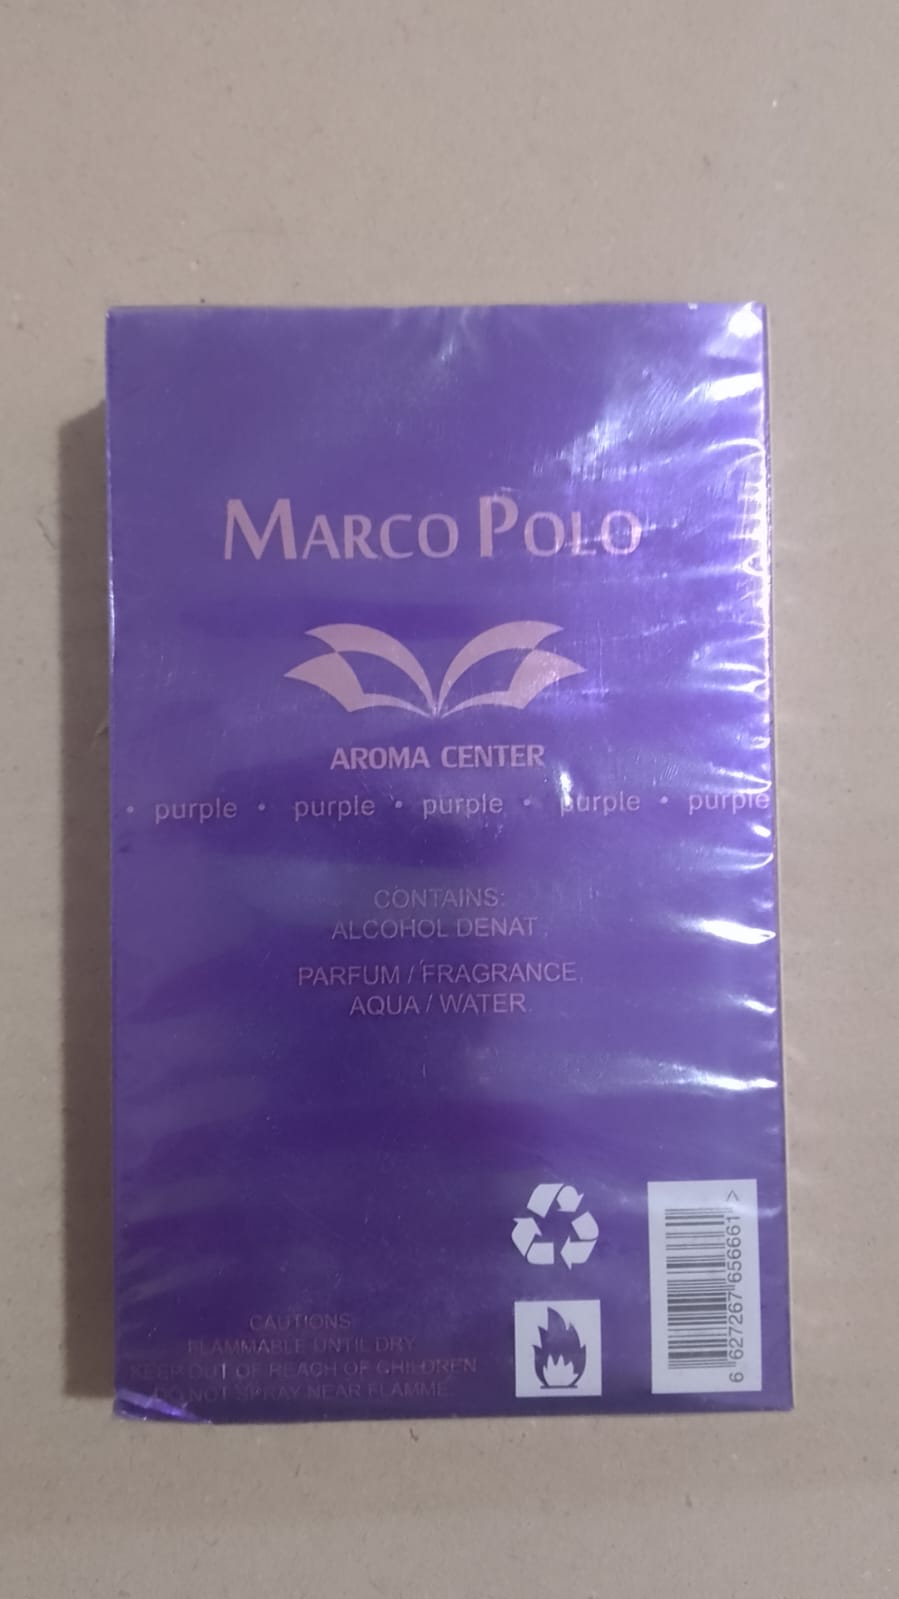 MARCO POLO
AROMA CENTER
• purple • purple • purple • purple • purple
CONTAINS:
ALCOHOL DENAT.
PARFUM / FRAGRANCE,
AQUA / WATER.
CAUTIONS:
FLAMMABLE UNTIL DRY
KEEP OUT OF REACH OF CHILDREN
DO NOT SPRAY NEAR FLAMME.
6 627267 656661 >